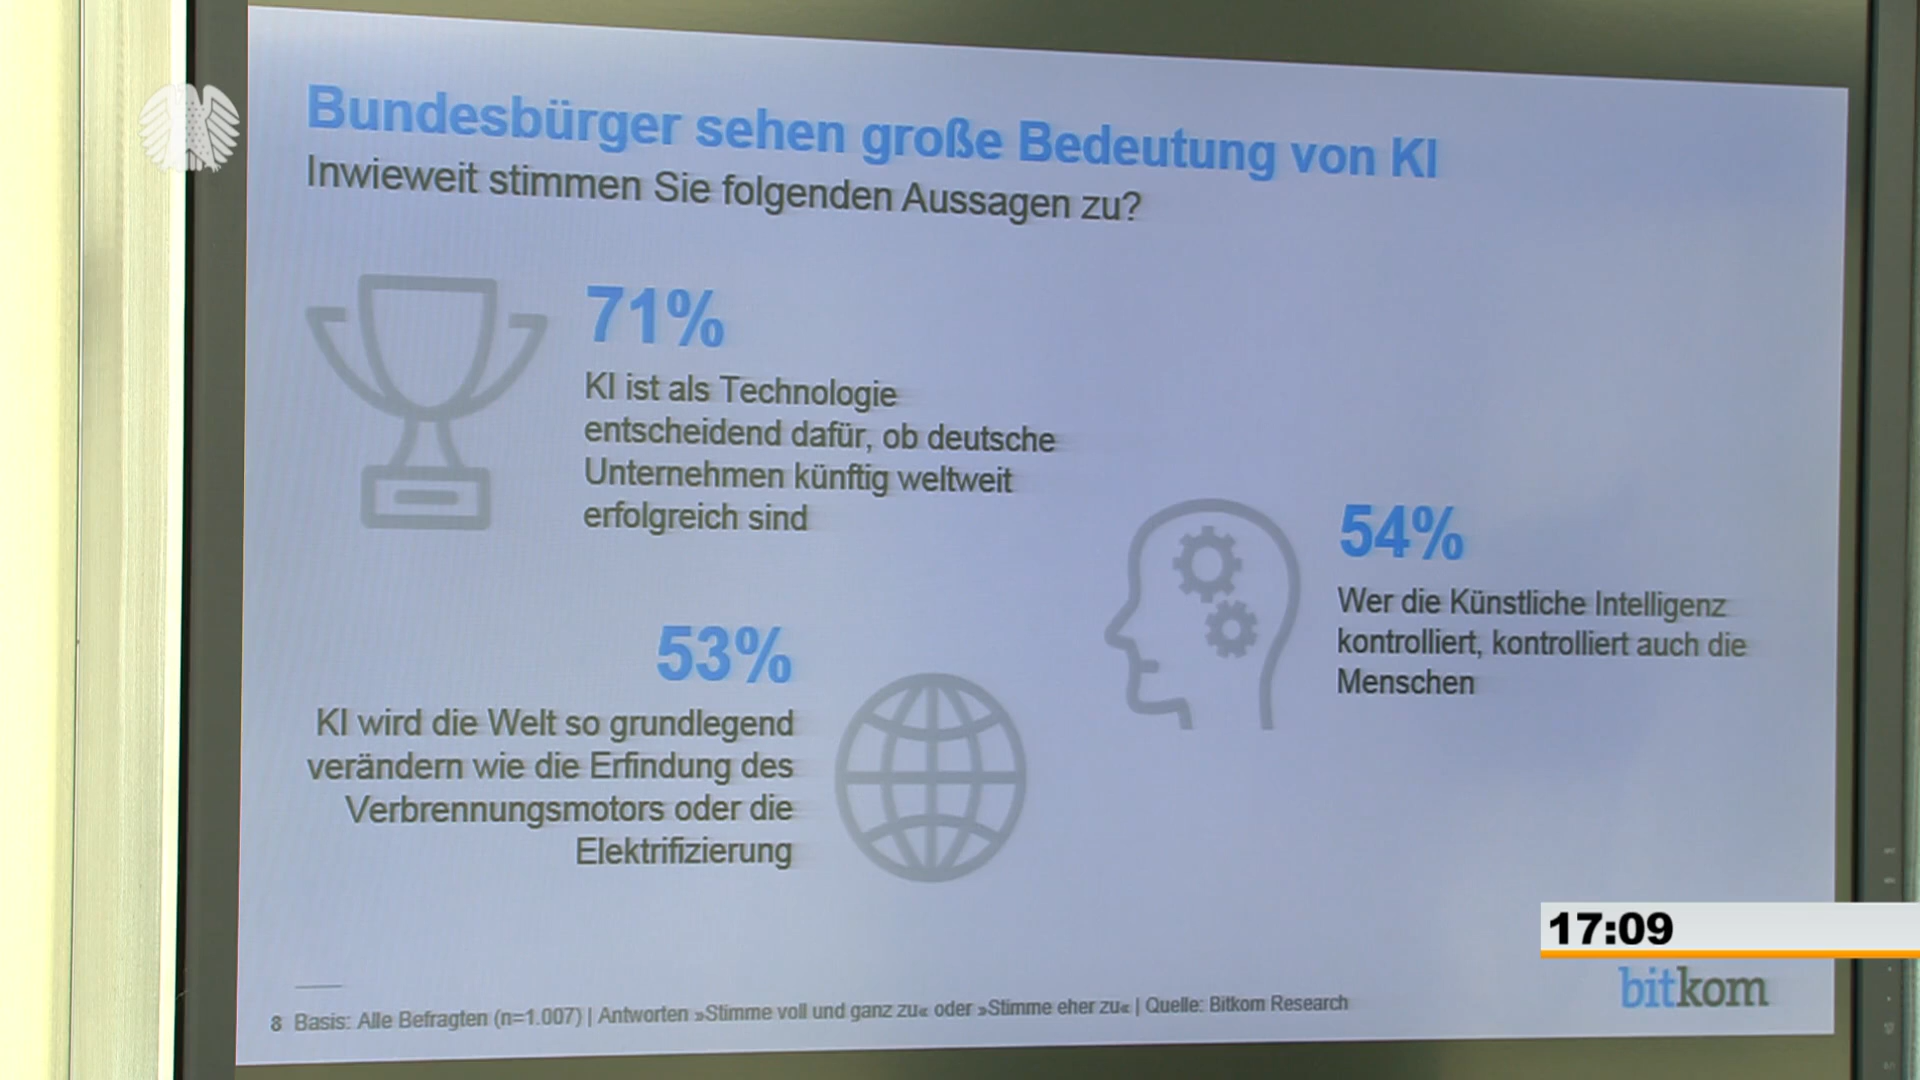 Bundesbürger sehen große Bedeutung von KI
Inwieweit stimmen Sie folgenden Aussagen zu?
71%
KI ist als Technologie
entscheidend dafür, ob deutsche
Unternehmen künftig weltweit
erfolgreich sind
54%
Wer die Künstliche Intelligenz
kontrolliert, kontrolliert auch die
Menschen
53%
KI wird die Welt so grundlegend
verändern wie die Erfindung des
Verbrennungsmotors oder die
Elektrifizierung
17:09
bitkom
8 Basis: Alle Befragten (n=1.007) | Antworten »Stimme voll und ganz zu« oder »Stimme eher zu« | Quelle: Bitkom Research